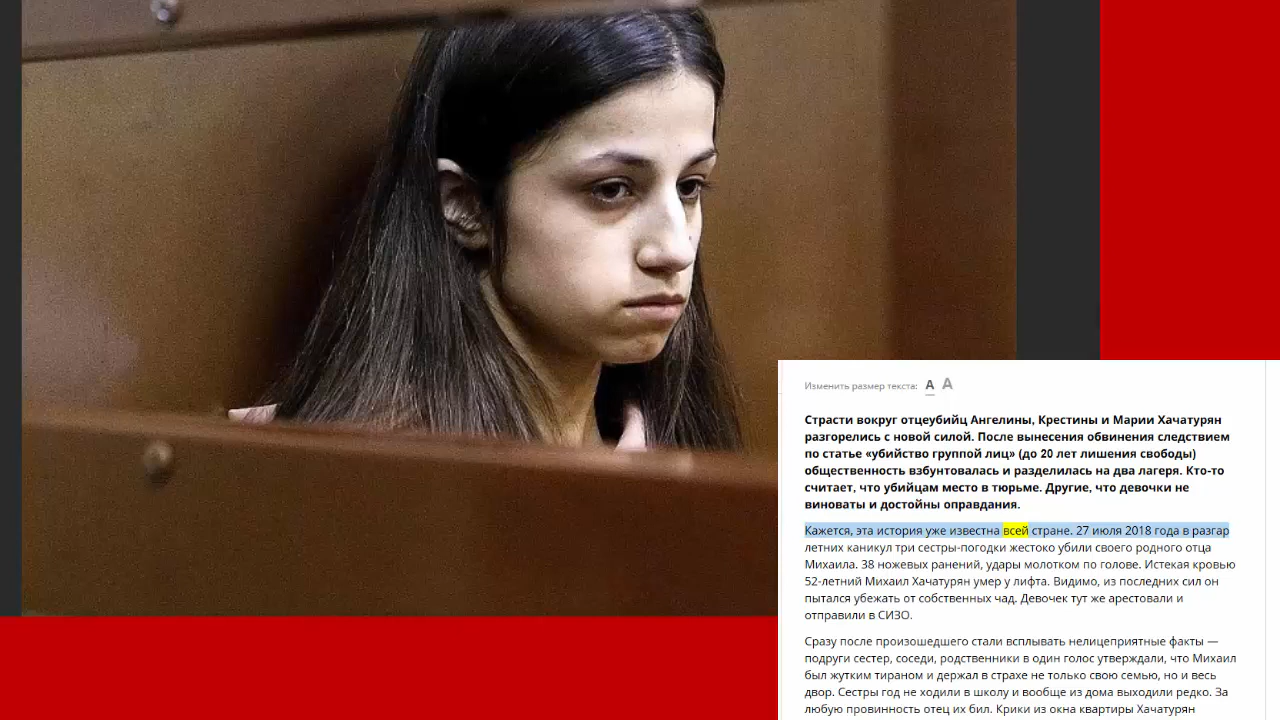 Изменить размер текста: A A
Страсти вокруг отцеубийц Ангелины, Крестины и Марии Хачатурян
разгорелись с новой силой. После вынесения обвинения следствием
по статье «убийство группой лиц» (до 20 лет лишения свободы)
общественность взбунтовалась и разделилась на два лагеря. Кто-то
считает, что убийцам место в тюрьме. Другие, что девочки не
виноваты и достойны оправдания.
Кажется, эта история уже известна всей стране. 27 июля 2018 года в разгар
летних каникул три сестры-погодки жестоко убили своего родного отца
Михаила. 38 ножевых ранений, удары молотком по голове. Истекая кровью
52-летний Михаил Хачатурян умер у лифта. Видимо, из последних сил он
пытался убежать от собственных чад. Девочек тут же арестовали и
отправили в СИЗО.
Сразу после произошедшего стали всплывать нелицеприятные факты —
подруги сестер, соседи, родственники в один голос утверждали, что Михаил
был жутким тираном и держал в страхе не только свою семью, но и весь
двор. Сестры год не ходили в школу и вообще из дома выходили редко. За
любую провинность отец их бил. Крики из окна квартиры Хачатурян